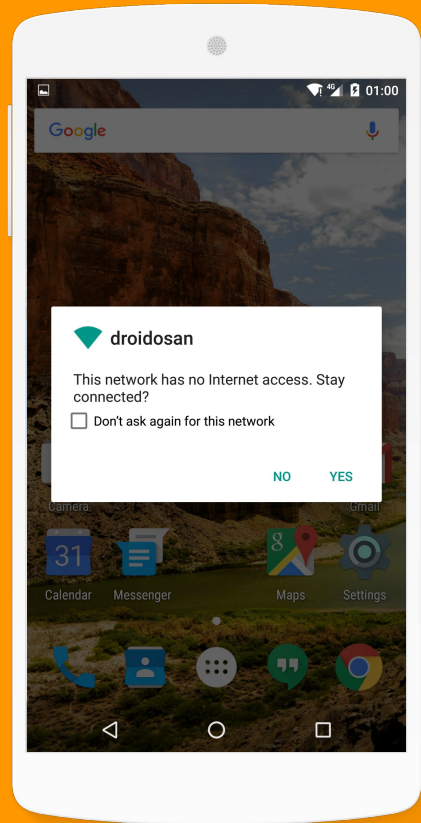 4G 01:00
Google
droidosan
This network has no Internet access. Stay
connected?
Don't ask again for this network
NO YES
Camera Gmail
31 8
Calendar Messenger Maps Settings